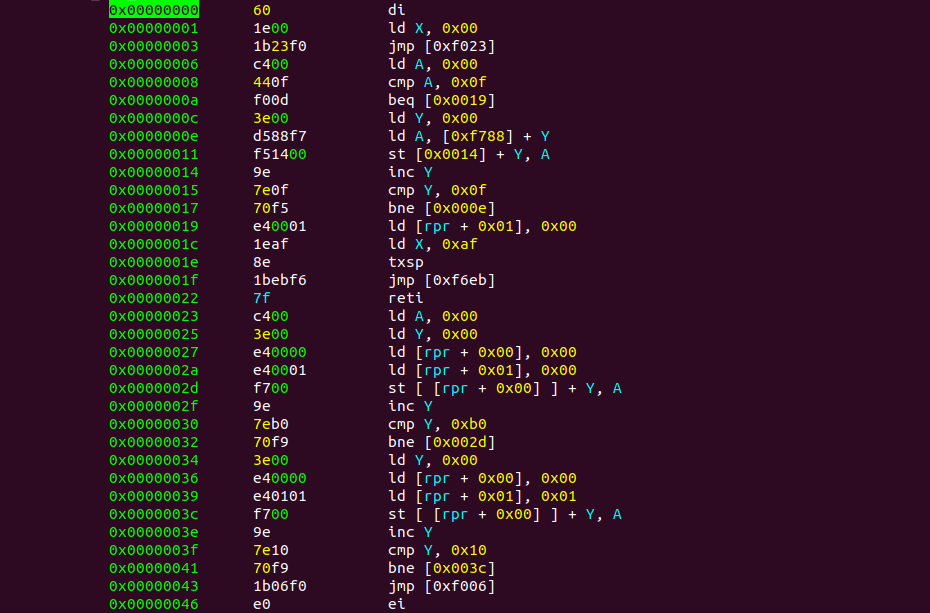 0x00000000 60 di
0x00000001 1e00 ld X, 0x00
0x00000003 1b23f0 jmp [0xf023]
0x00000006 c400 ld A, 0x00
0x00000008 440f cmp A, 0x0f
0x0000000a f00d beq [0x0019]
0x0000000c 3e00 ld Y, 0x00
0x0000000e d588f7 ld A, [0xf788] + Y
0x00000011 f51400 st [0x0014] + Y, A
0x00000014 9e inc Y
0x00000015 7e0f cmp Y, 0x0f
0x00000017 70f5 bne [0x000e]
0x00000019 e40001 ld [rpr + 0x01], 0x00
0x0000001c 1eaf ld X, 0xaf
0x0000001e 8e txsp
0x0000001f 1bebf6 jmp [0xf6eb]
0x00000022 7f reti
0x00000023 c400 ld A, 0x00
0x00000025 3e00 ld Y, 0x00
0x00000027 e40000 ld [rpr + 0x00], 0x00
0x0000002a e40001 ld [rpr + 0x01], 0x00
0x0000002d f700 st [ [rpr + 0x00] ] + Y, A
0x0000002f 9e inc Y
0x00000030 7eb0 cmp Y, 0xb0
0x00000032 70f9 bne [0x002d]
0x00000034 3e00 ld Y, 0x00
0x00000036 e40000 ld [rpr + 0x00], 0x00
0x00000039 e40101 ld [rpr + 0x01], 0x01
0x0000003c f700 st [ [rpr + 0x00] ] + Y, A
0x0000003e 9e inc Y
0x0000003f 7e10 cmp Y, 0x10
0x00000041 70f9 bne [0x003c]
0x00000043 1b06f0 jmp [0xf006]
0x00000046 e0 ei